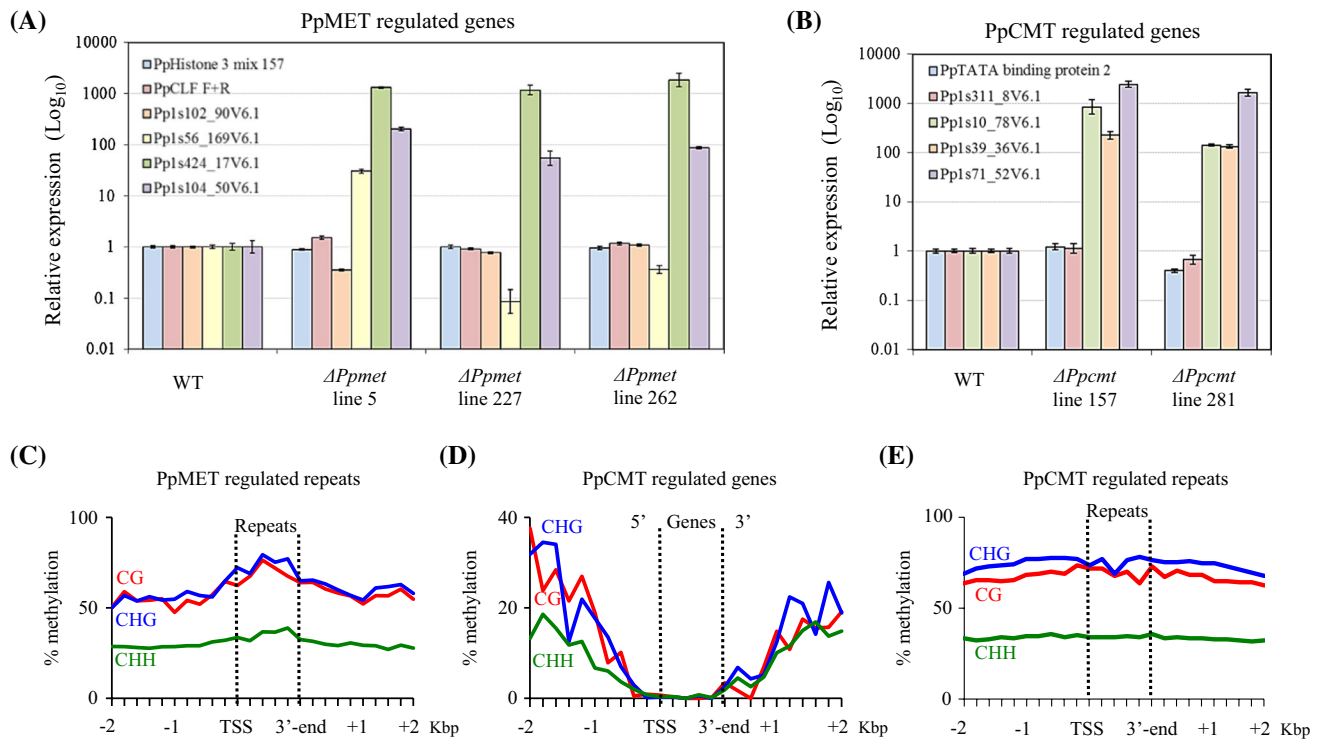 (A)
PpMET regulated genes
Relative expression (Log10)
10000
1000
100
10
1
0.1
0.01
PpHistone 3 mix 157
PpCLF F+R
Pp1s102_90V6.1
Pp1s56_169V6.1
Pp1s424_17V6.1
Pp1s104_50V6.1
WT
ΔPpmet
line 5
ΔPpmet
line 227
ΔPpmet
line 262
(B)
PpCMT regulated genes
Relative expression (Log10)
10000
1000
100
10
1
0.1
0.01
PpTATA binding protein 2
Pp1s311_8V6.1
Pp1s10_78V6.1
Pp1s39_36V6.1
Pp1s71_52V6.1
WT
ΔPpcmt
line 157
ΔPpcmt
line 281
(C)
PpMET regulated repeats
% methylation
100
50
0
Repeats
CG
CHG
CHH
-2 -1 TSS 3’-end +1 +2 Kbp
(D)
PpCMT regulated genes
% methylation
40
20
0
5’ Genes 3’
CHG
CG
CHH
-2 -1 TSS 3’-end +1 +2 Kbp
(E)
PpCMT regulated repeats
% methylation
100
50
0
Repeats
CHG
CG
CHH
-2 -1 TSS 3’-end +1 +2 Kbp